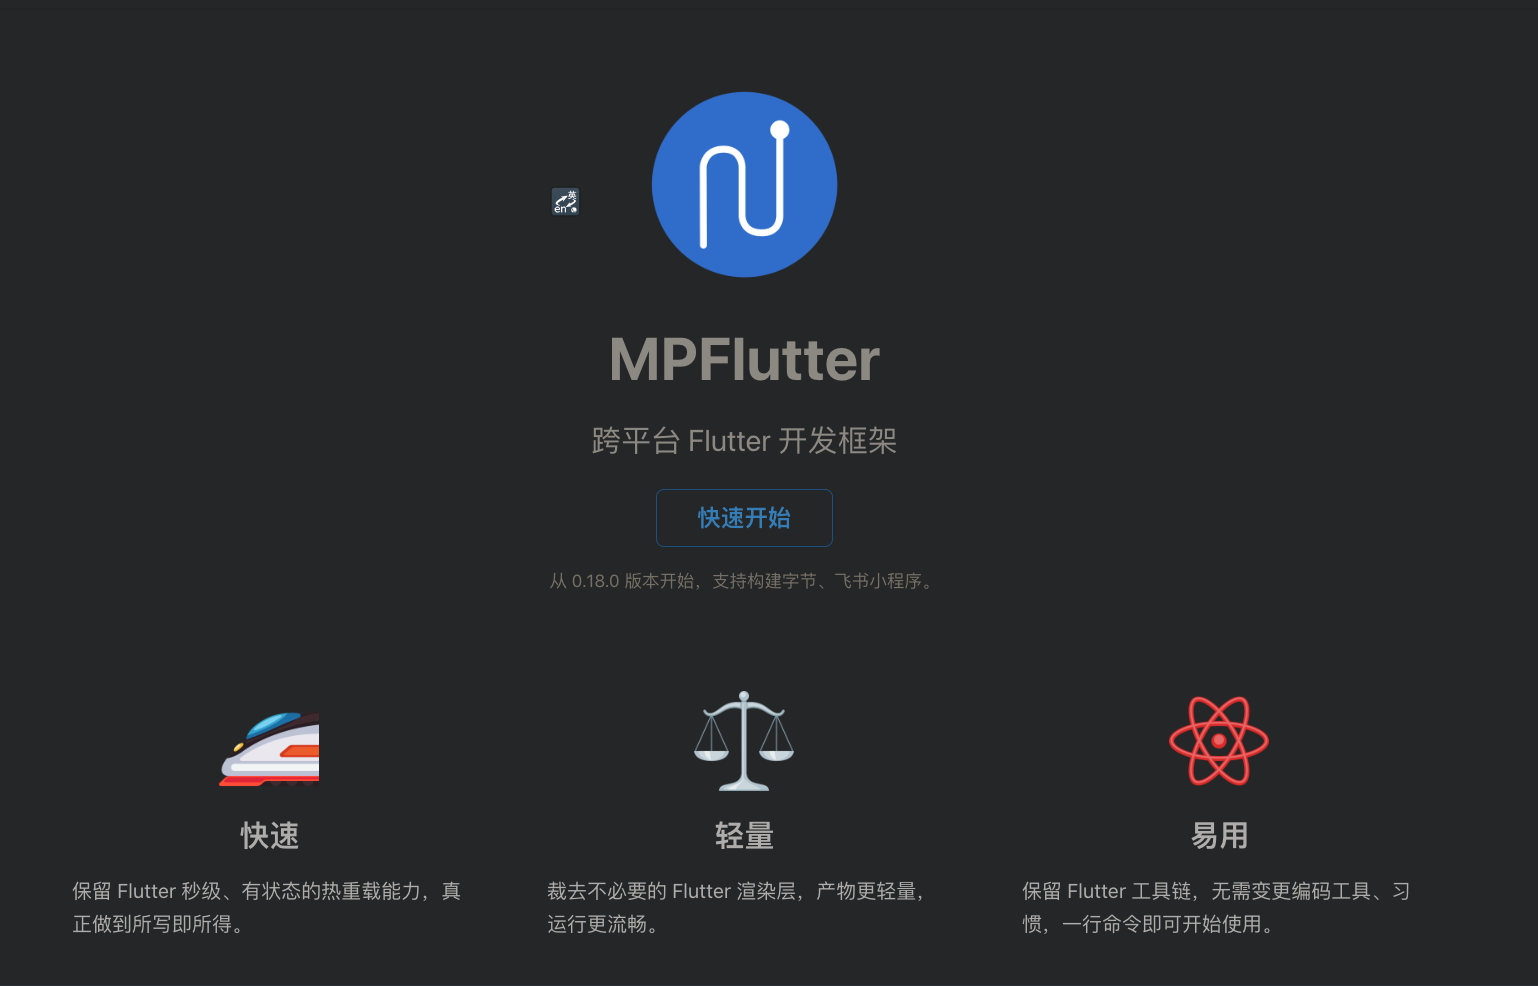 英
en
MPFlutter
跨平台 Flutter 开发框架
快速开始
从 0.18.0 版本开始，支持构建字节、飞书小程序。
快速
轻量
易用
保留 Flutter 秒级、有状态的热重载能力，真
正做到所写即所得。
裁去不必要的 Flutter 渲染层，产物更轻量，
运行更流畅。
保留 Flutter 工具链，无需变更编码工具、习
惯，一行命令即可开始使用。